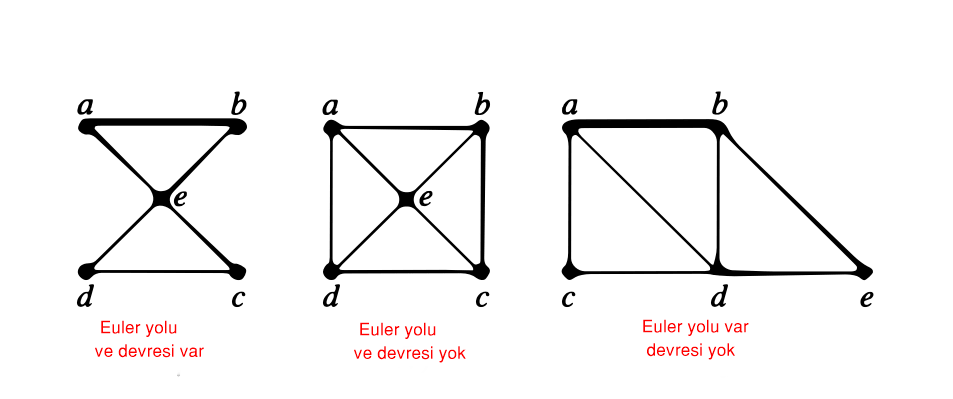 a b a b a b
e e
d c d c c d e
Euler yolu Euler yolu Euler yolu var
ve devresi var ve devresi yok devresi yok